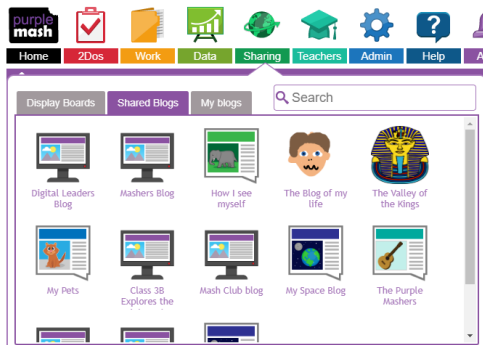 purple
mash
Home 2Dos Work Data Sharing Teachers Admin Help A
Display Boards Shared Blogs My blogs Search
Digital Leaders
Blog
Mashers Blog
How I see
myself
The Blog of my
life
The Valley of
the Kings
My Pets
Class 3B
Explores the
Mash Club blog
My Space Blog
The Purple
Mashers